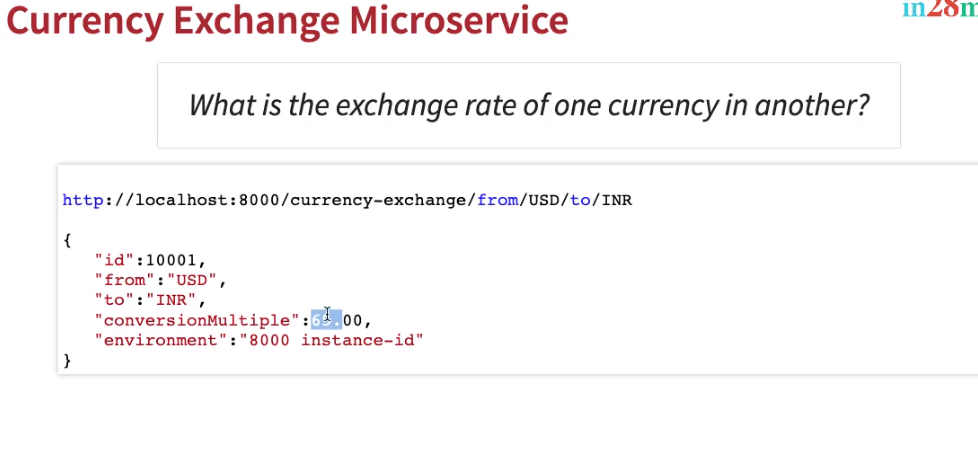 Currency Exchange Microservice
in28m
What is the exchange rate of one currency in another?
http://localhost:8000/currency-exchange/from/USD/to/INR
{
"id":10001,
"from":"USD",
"to":"INR",
"conversionMultiple":65.00,
"environment":"8000 instance-id"
}